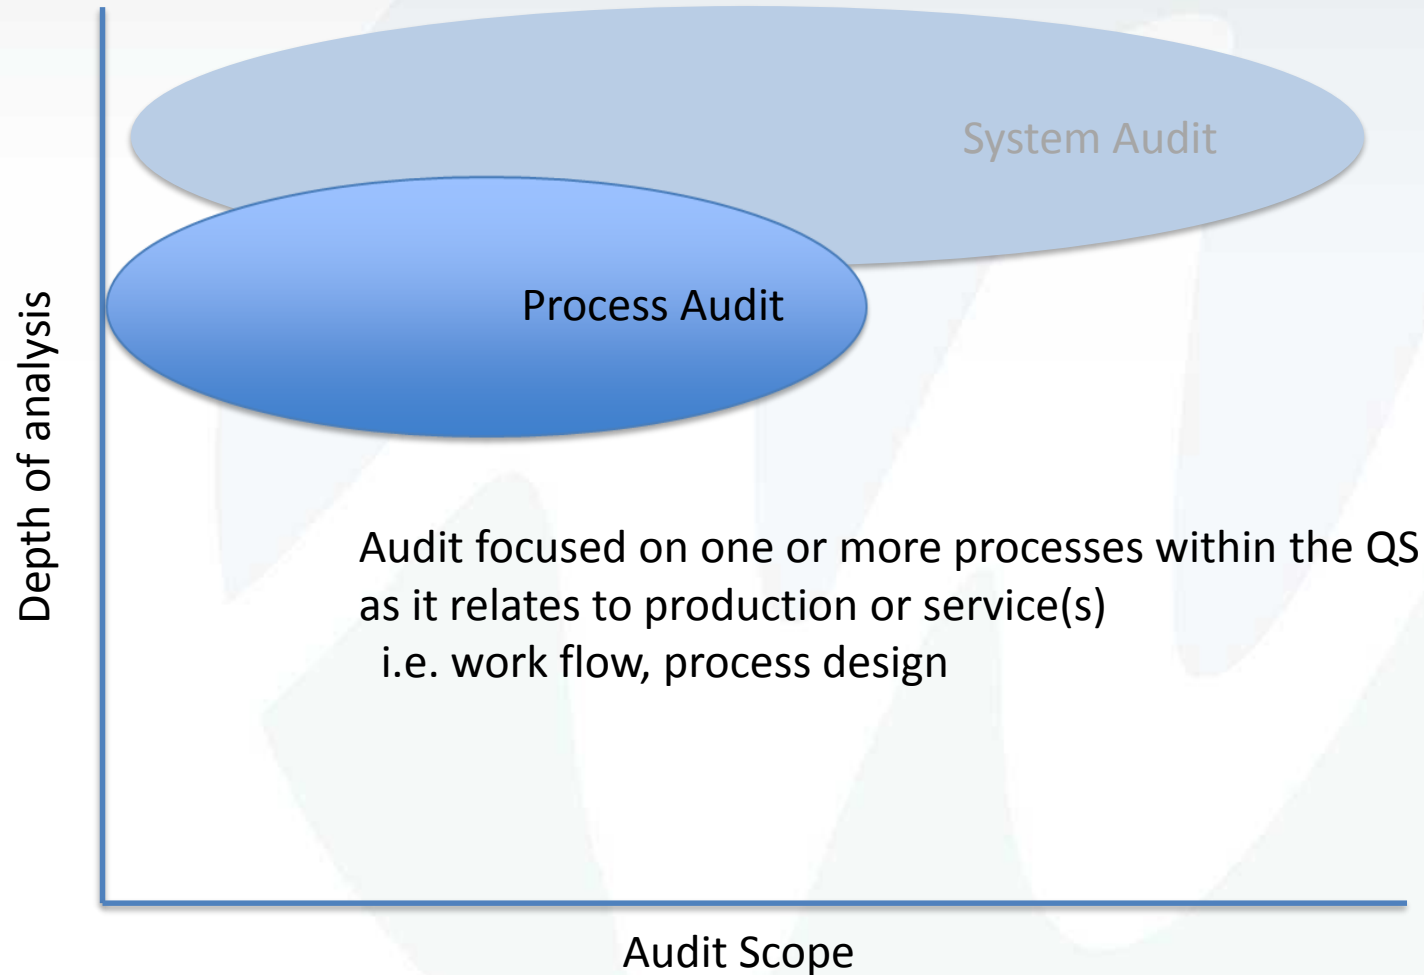 System Audit
Process Audit
Depth of analysis
Audit focused on one or more processes within the QS
as it relates to production or service(s)
i.e. work flow, process design
Audit Scope